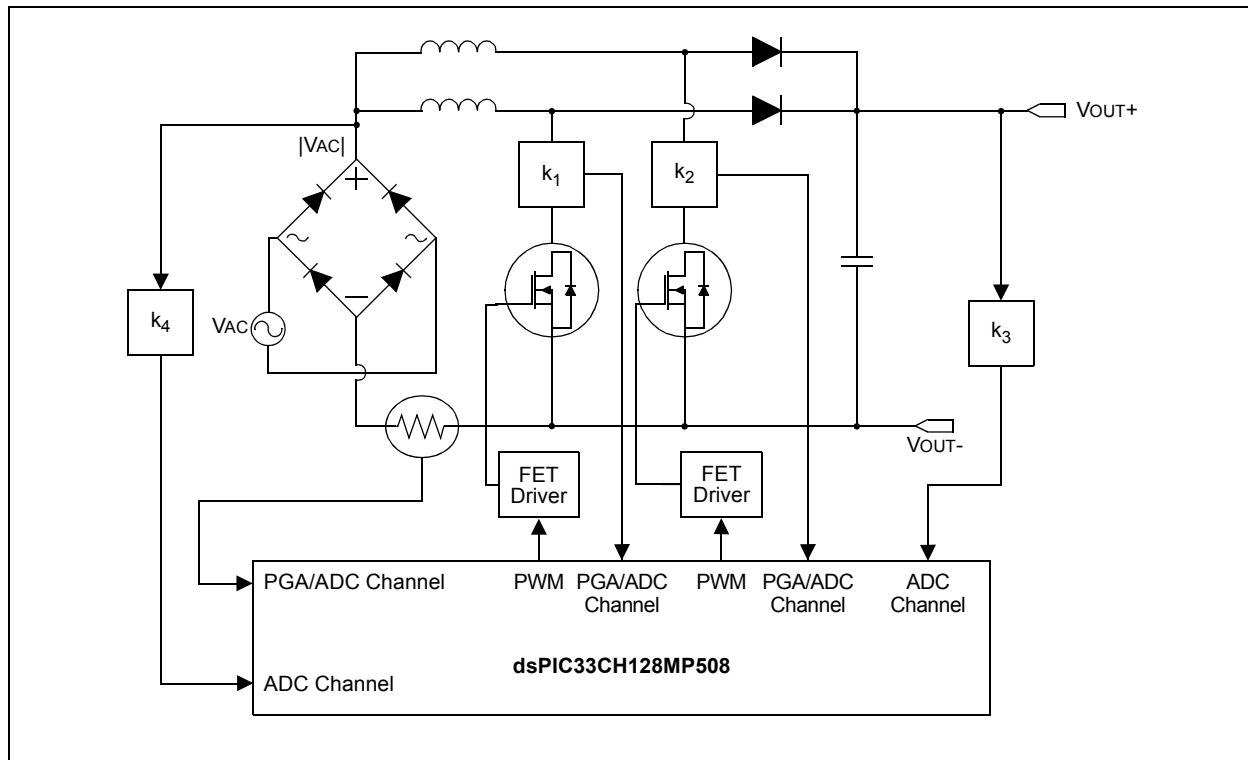 VOUT+
|VAC|
+
k1
k2
k4
VAC
k3
–
VOUT-
FET
Driver
FET
Driver
PGA/ADC Channel
PWM
PGA/ADC
Channel
PWM
PGA/ADC
Channel
ADC
Channel
dsPIC33CH128MP508
ADC Channel